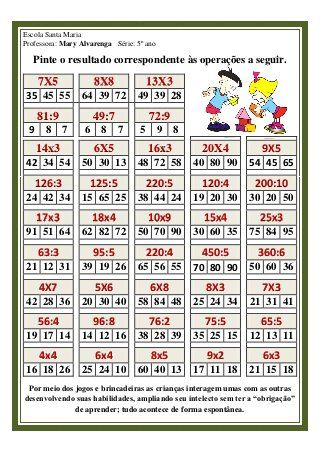 Escola Santa Maria
Professora: Mary Alvarenga Série: 5º ano
Pinte o resultado correspondente às operações a seguir.
7X5 8X8 13X3
35 45 55 64 39 72 49 39 28
81:9 49:7 72:9
9 8 7 6 8 7 5 9 8
14x3 6X5 16x3 20X4 9X5
42 34 54 50 30 13 48 72 58 40 80 90 54 45 65
126:3 125:5 220:5 120:4 200:10
24 42 34 15 65 25 38 44 24 19 20 30 30 20 50
17x3 18x4 10x9 15x4 25x3
91 51 64 62 82 72 50 70 90 30 60 35 75 84 95
63:3 95:5 220:4 450:5 360:6
21 12 31 39 19 26 65 56 55 70 80 90 50 60 36
4X7 5X6 6X8 8X3 7X3
42 28 36 20 30 40 58 84 48 25 24 34 21 31 41
56:4 96:8 76:2 75:5 65:5
19 17 14 14 12 16 38 28 39 35 25 15 12 13 11
4x4 6x4 8x5 9x2 6x3
16 18 26 25 24 10 60 40 13 17 11 18 21 15 18
Por meio dos jogos e brincadeiras as crianças interagem umas com as outras
desenvolvendo suas habilidades, ampliando seu intelecto sem ter a “obrigação”
de aprender; tudo acontece de forma espontânea.